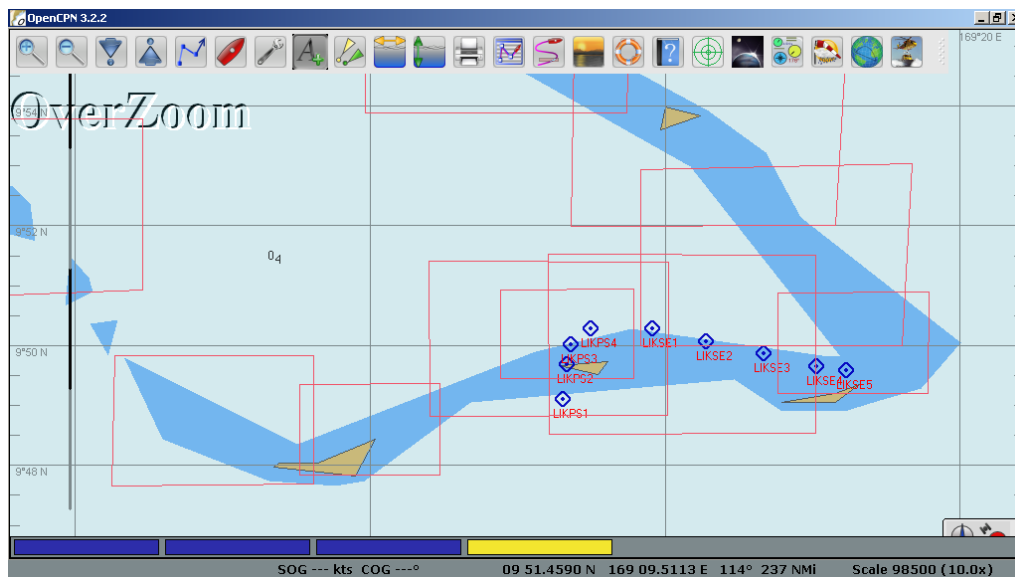 OpenCPN 3.2.2
169°20 E
9°54 N
OverZoom
9°52 N
04
LIKPS4
LIKSE1
LIKSE2
LIKPS3
9°50 N
LIKSE3
LIKPS2
LIKSE4
LIKSE5
LIKPS1
9°48 N
SOG --- kts COG ---° 09 51.4590 N 169 09.5113 E 114° 237 NMi Scale 98500 (10.0x)